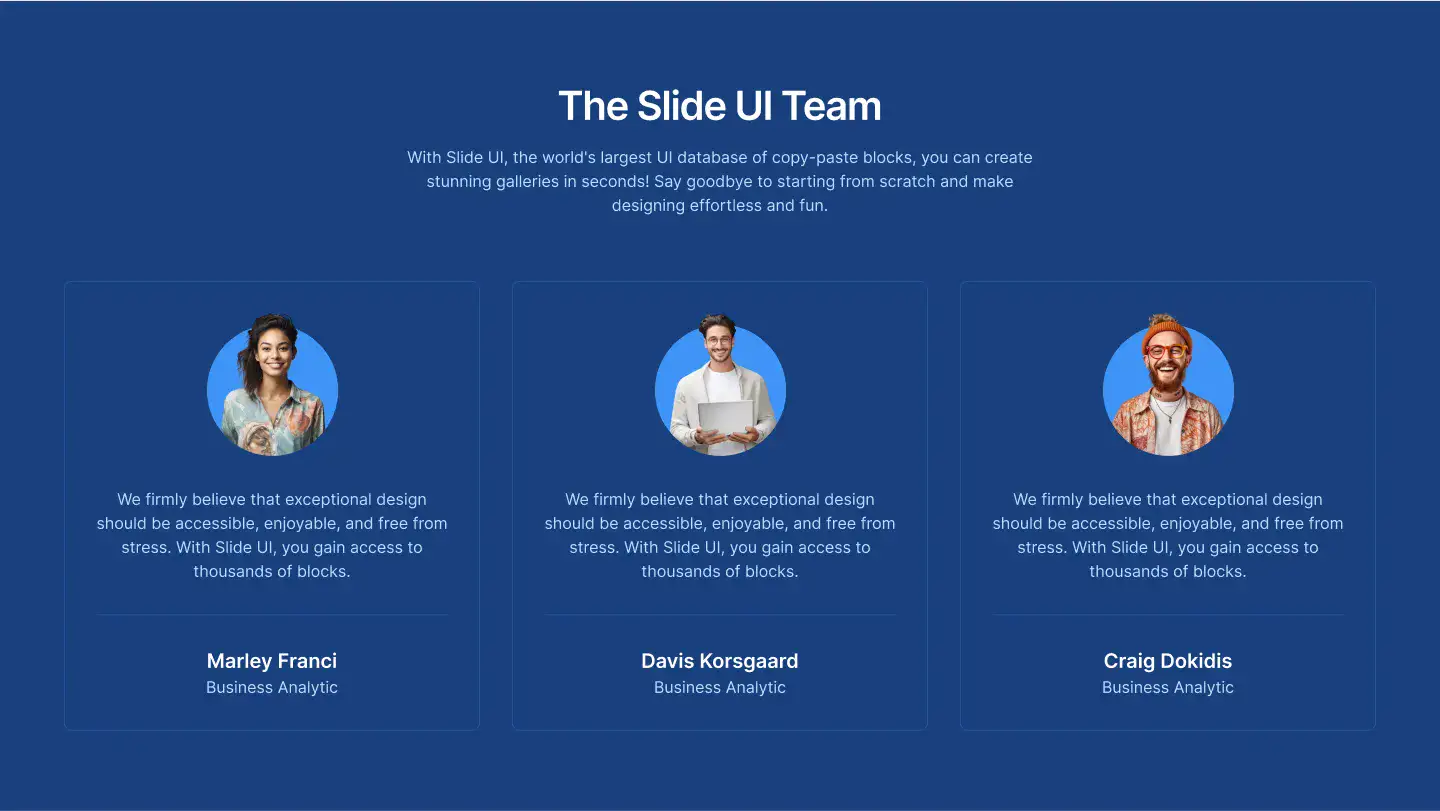 The Slide UI Team
With Slide UI, the world's largest UI database of copy-paste blocks, you can create
stunning galleries in seconds! Say goodbye to starting from scratch and make
designing effortless and fun.
We firmly believe that exceptional design
should be accessible, enjoyable, and free from
stress. With Slide UI, you gain access to
thousands of blocks.
Marley Franci
Business Analytic
We firmly believe that exceptional design
should be accessible, enjoyable, and free from
stress. With Slide UI, you gain access to
thousands of blocks.
Davis Korsgaard
Business Analytic
We firmly believe that exceptional design
should be accessible, enjoyable, and free from
stress. With Slide UI, you gain access to
thousands of blocks.
Craig Dokidis
Business Analytic